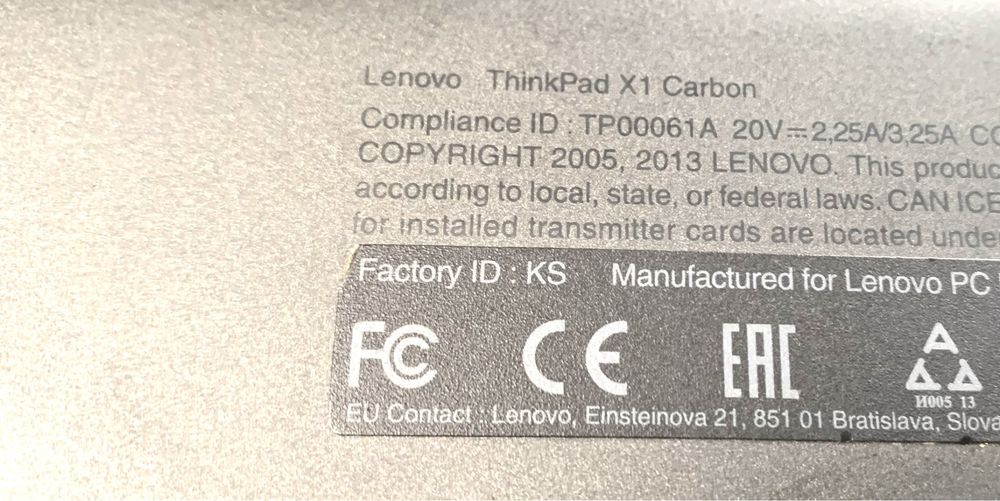 Lenovo ThinkPad X1 Carbon
Compliance ID : TP00061A 20V⎓2,25A/3,25A
COPYRIGHT 2005, 2013 LENOVO. This
according to local, state, or federal laws. CAN
for installed transmitter cards are located
Factory ID : KS Manufactured for Lenovo PC
FC CE EAC
И005 13
EU Contact : Lenovo, Einsteinova 21, 851 01 Bratislava,